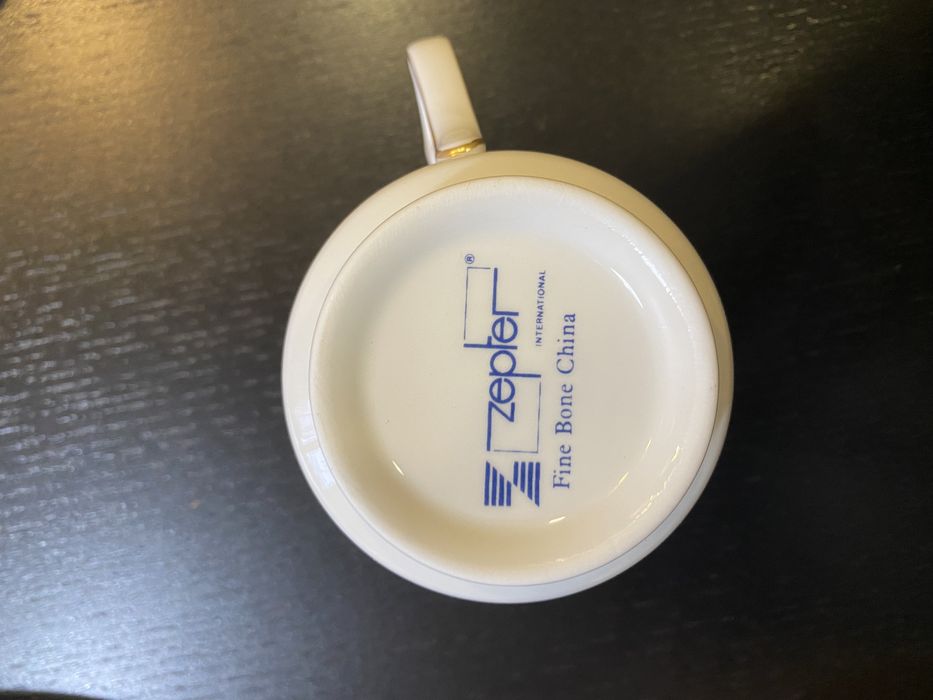 zepter®
INTERNATIONAL
Fine Bone China